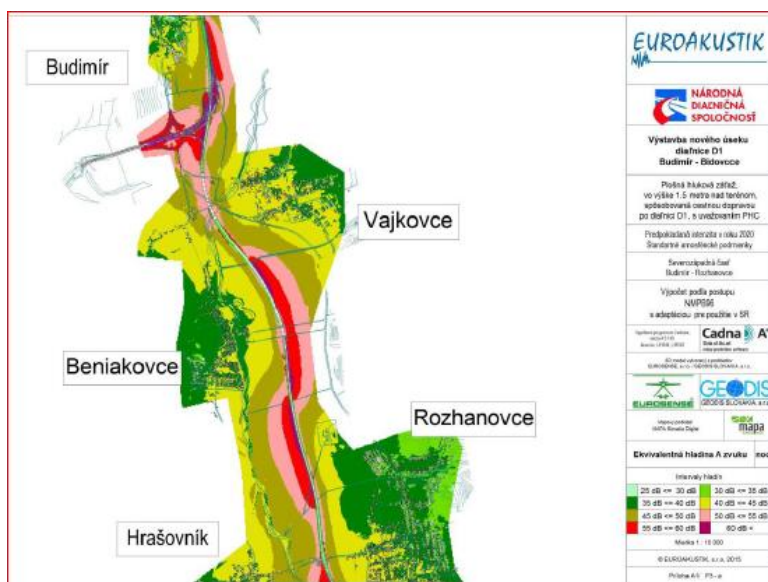 Budimír
Vajkovce
Beniakovce
Rozhanovce
Hrašovník
EUROAKUSTIK
NÁRODNÁ
DIAĽNIČNÁ
SPOLOČNOSŤ
Výstavba nového úseku
diaľnice D1
Budimír - Bidovce
Plošná hluková záťaž,
vo výške 1.5 metra nad terénom,
spôsobovaná cestnou dopravou
po diaľnici D1, s uvažovaním PHC
Predpokladaná intenzita v roku 2020
Štandardné atmosférické podmienky
Severozápadná časť
Budimír - Rozhanovce
Výpočet podľa postupu
NMPB96
s adaptáciou pre použitie v SR
Cadna A
EUROSENSE
GEODIS
GEODIS SLOVAKIA, s.r.o.
mapa
Ekvivalentná hladina A zvuku noc
Intervaly hladín
25 dB <= 30 dB 30 dB <= 35 dB
35 dB <= 40 dB 40 dB <= 45 dB
45 dB <= 50 dB 50 dB <= 55 dB
55 dB <= 60 dB 60 dB <
Mierka 1 : 10 000
© EUROAKUSTIK, s.r.o. 2015